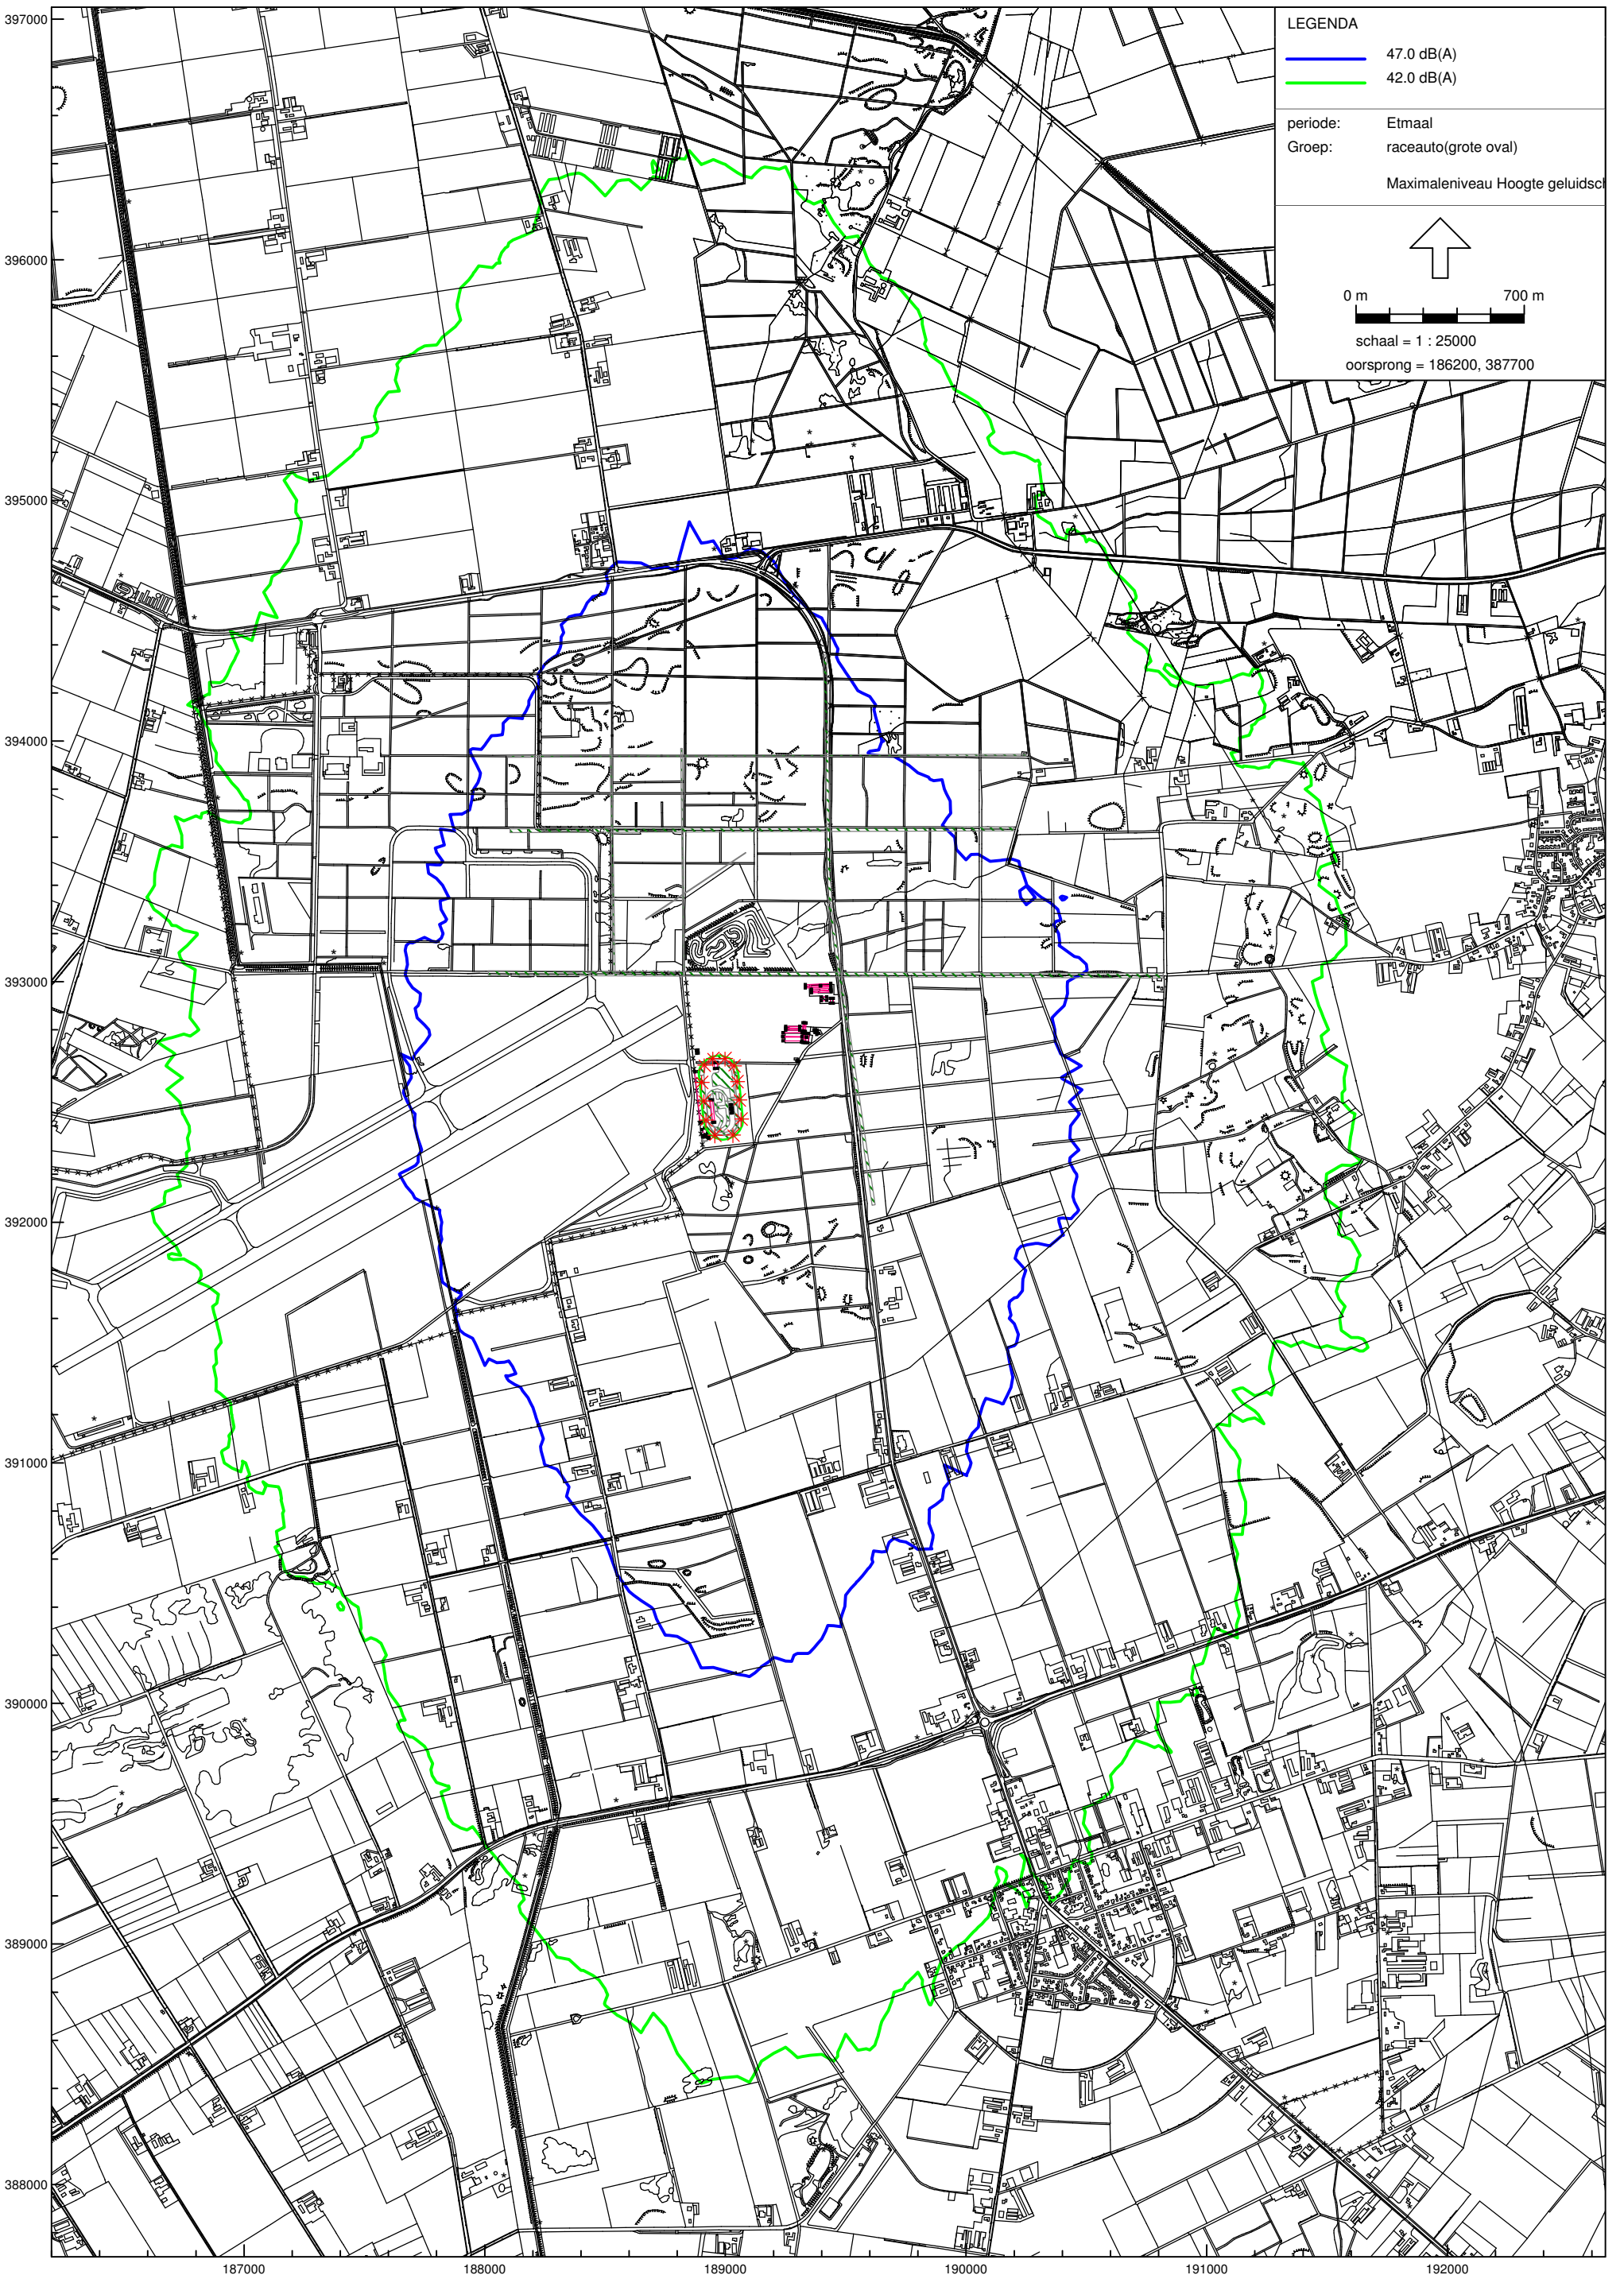 LEGENDA
47.0 dB(A)
42.0 dB(A)
periode: Etmaal
Groep: raceauto(grote oval)
Maximaleniveau Hoogte geluidscl
0 m 700 m
schaal = 1 : 25000
oorsprong = 186200, 387700
397000
396000
395000
394000
393000
392000
391000
390000
389000
388000
187000 188000 189000 190000 191000 192000